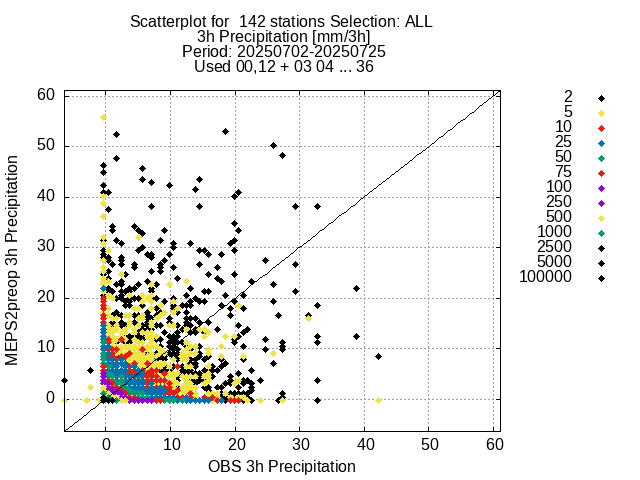 Scatterplot for  142 stations Selection: ALL
3h Precipitation [mm/3h]
Period: 20250702-20250725
Used 00,12 + 03 04 ... 36
60
50
40
30
20
10
0
MEPS2preop 3h Precipitation
0 10 20 30 40 50 60
OBS 3h Precipitation
2
5
10
25
50
75
100
250
500
1000
2500
5000
100000